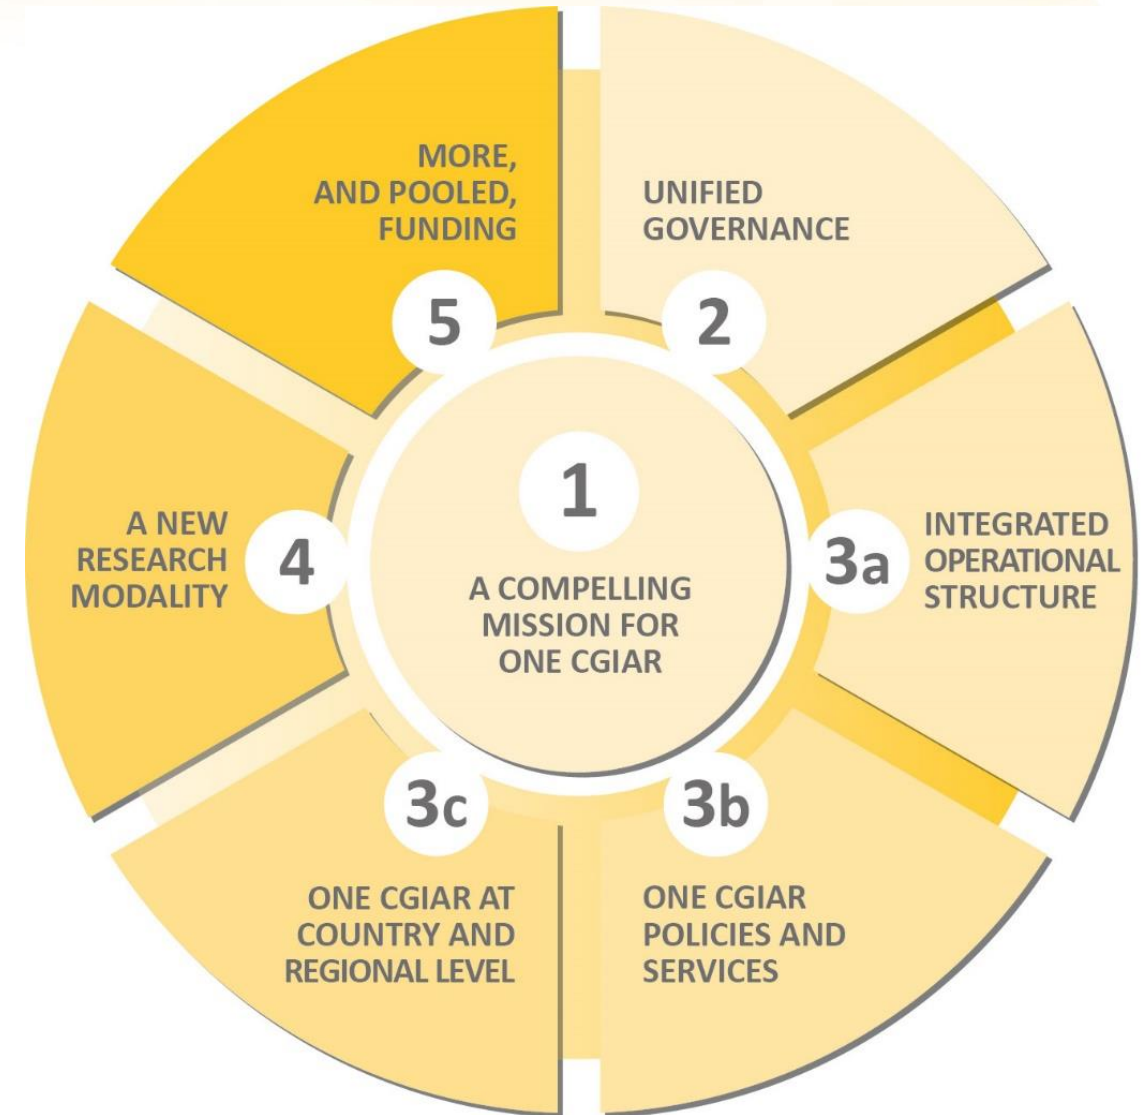 1
A COMPELLING
MISSION FOR
ONE CGIAR
2
UNIFIED
GOVERNANCE
3a
INTEGRATED
OPERATIONAL
STRUCTURE
3b
ONE CGIAR
POLICIES AND
SERVICES
3c
ONE CGIAR AT
COUNTRY AND
REGIONAL LEVEL
4
A NEW
RESEARCH
MODALITY
5
MORE,
AND POOLED,
FUNDING